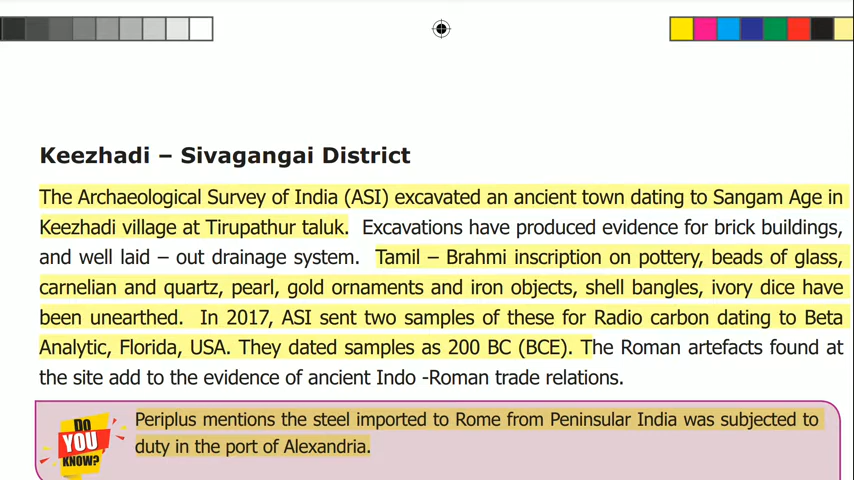 Keezhadi – Sivagangai District
The Archaeological Survey of India (ASI) excavated an ancient town dating to Sangam Age in
Keezhadi village at Tirupathur taluk. Excavations have produced evidence for brick buildings,
and well laid – out drainage system. Tamil – Brahmi inscription on pottery, beads of glass,
carnelian and quartz, pearl, gold ornaments and iron objects, shell bangles, ivory dice have
been unearthed. In 2017, ASI sent two samples of these for Radio carbon dating to Beta
Analytic, Florida, USA. They dated samples as 200 BC (BCE). The Roman artefacts found at
the site add to the evidence of ancient Indo -Roman trade relations.
DO
YOU
KNOW?
Periplus mentions the steel imported to Rome from Peninsular India was subjected to
duty in the port of Alexandria.